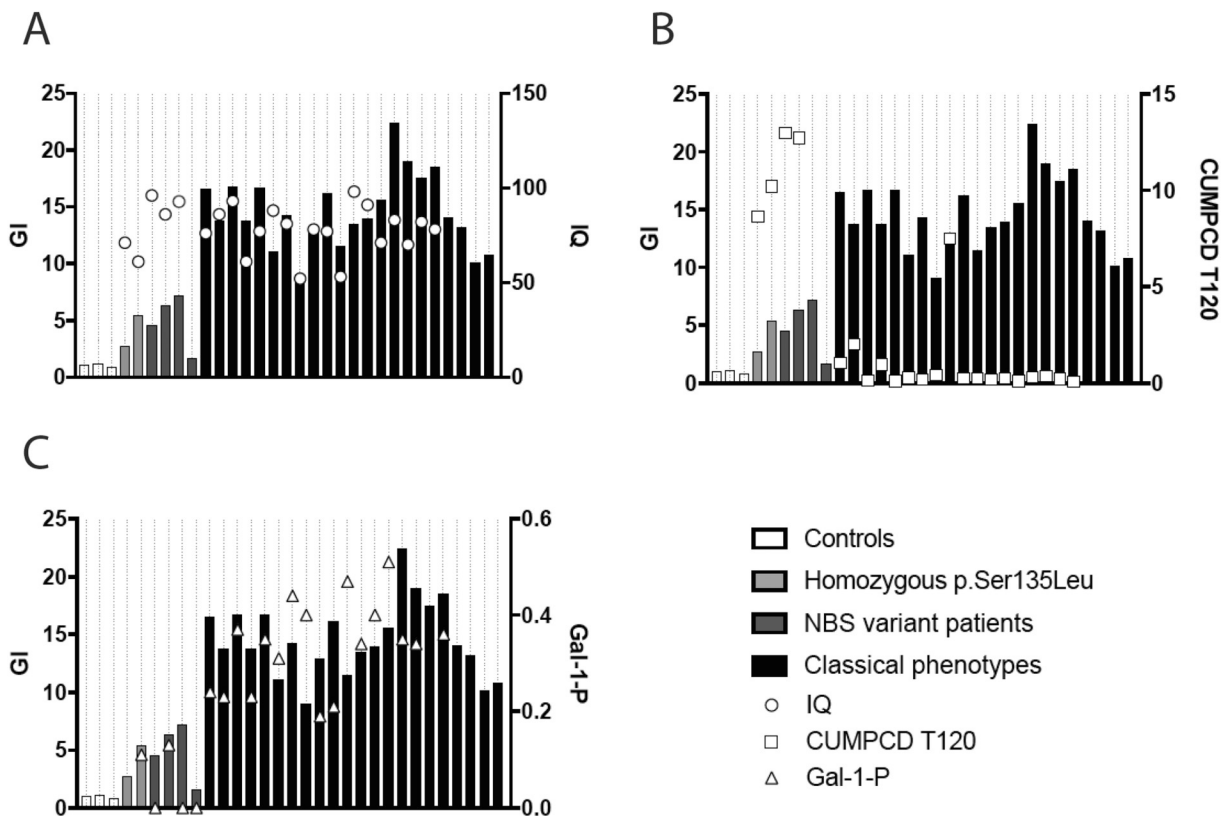 A
25
20
15
10
5
0
GI
150
100
50
0
IQ
B
25
20
15
10
5
0
GI
15
10
5
0
CUMPCD T120
C
25
20
15
10
5
0
GI
0.6
0.4
0.2
0.0
Gal-1-P
Controls
Homozygous p.Ser135Leu
NBS variant patients
Classical phenotypes
IQ
CUMPCD T120
Gal-1-P